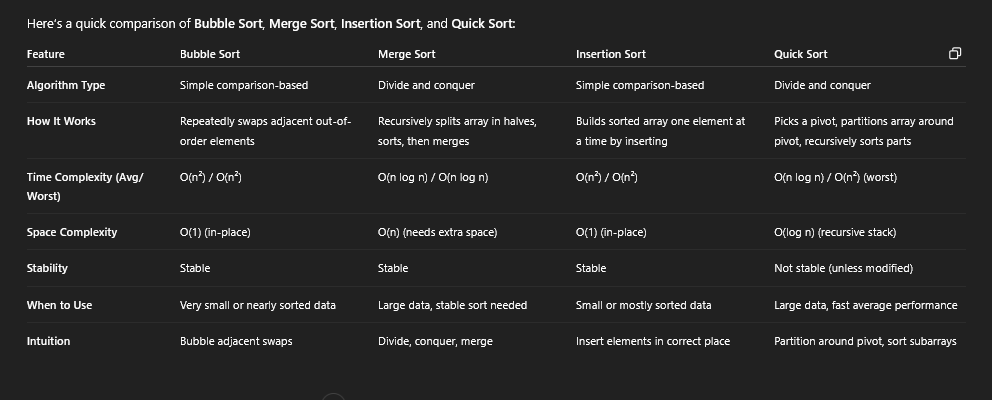 Here's a quick comparison of Bubble Sort, Merge Sort, Insertion Sort, and Quick Sort:
Feature Bubble Sort Merge Sort Insertion Sort Quick Sort
Algorithm Type Simple comparison-based Divide and conquer Simple comparison-based Divide and conquer
How It Works Repeatedly swaps adjacent out-of- Recursively splits array in halves, Builds sorted array one element at Picks a pivot, partitions array around
order elements sorts, then merges a time by inserting pivot, recursively sorts parts
Time Complexity (Avg/ O(n²) / O(n²) O(n log n) / O(n log n) O(n²) / O(n²) O(n log n) / O(n²) (worst)
Worst)
Space Complexity O(1) (in-place) O(n) (needs extra space) O(1) (in-place) O(log n) (recursive stack)
Stability Stable Stable Stable Not stable (unless modified)
When to Use Very small or nearly sorted data Large data, stable sort needed Small or mostly sorted data Large data, fast average performance
Intuition Bubble adjacent swaps Divide, conquer, merge Insert elements in correct place Partition around pivot, sort subarrays